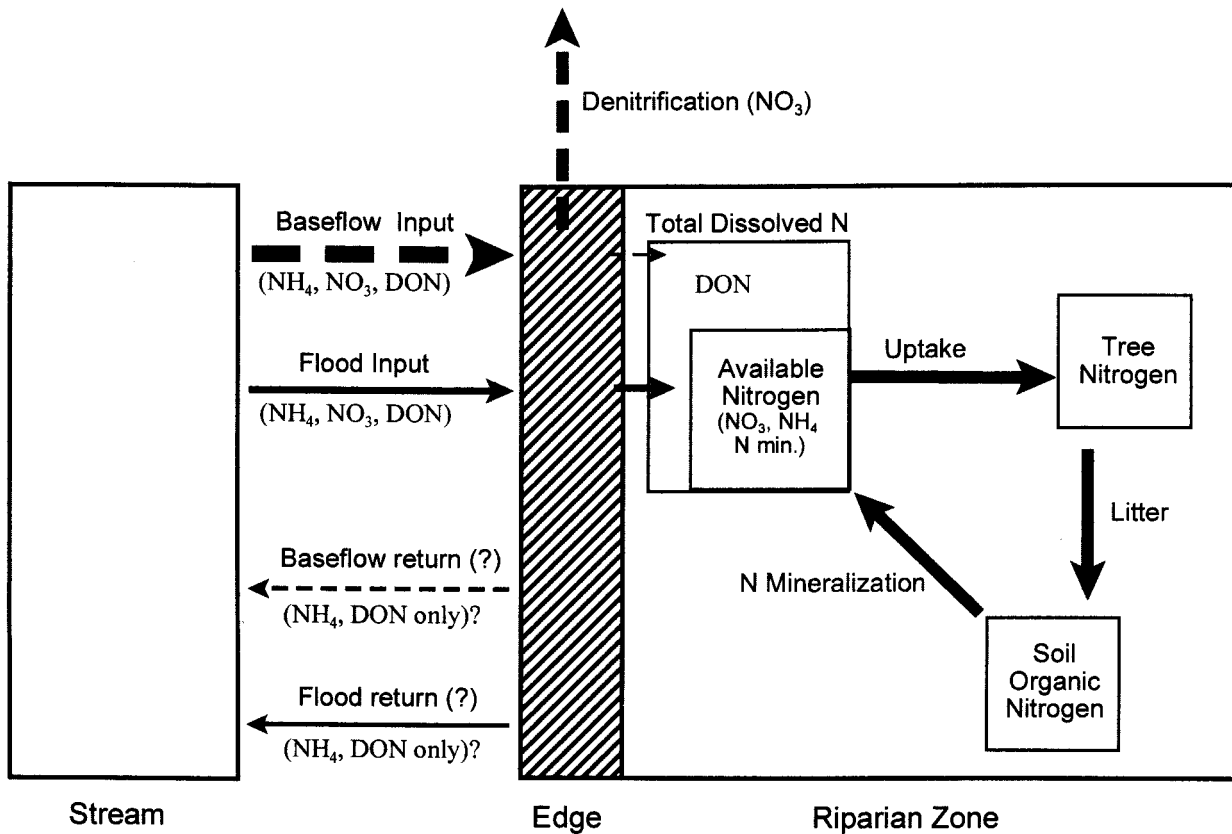 Denitrification (NO₃)
Baseflow Input
(NH₄, NO₃, DON)
Flood Input
(NH₄, NO₃, DON)
Baseflow return (?)
(NH₄, DON only)?
Flood return (?)
(NH₄, DON only)?
Total Dissolved N
DON
Available
Nitrogen
(NO₃, NH₄
N min.)
Uptake
Tree
Nitrogen
Litter
N Mineralization
Soil
Organic
Nitrogen
Stream
Edge
Riparian Zone